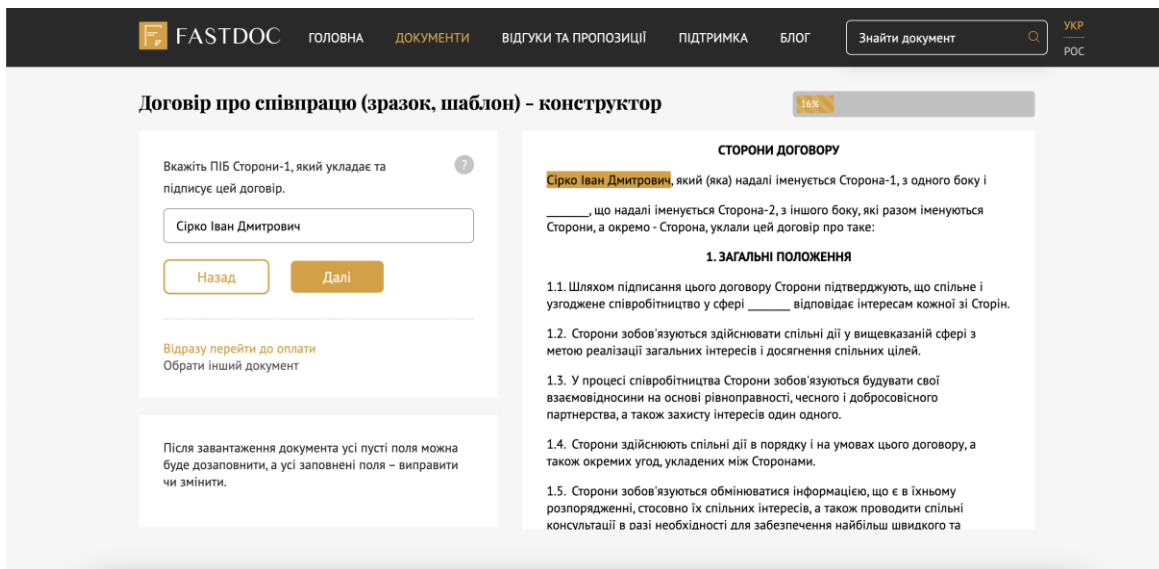 FASTDOC
ГОЛОВНА
ДОКУМЕНТИ
ВІДГУКИ ТА ПРОПОЗИЦІЇ
ПІДТРИМКА
БЛОГ
Знайти документ
УКР
РОС
Договір про співпрацю (зразок, шаблон) - конструктор
16%
Вкажіть ПІБ Сторони-1, який укладає та
підписує цей договір.
?
Сірко Іван Дмитрович
Назад
Далі
Відразу перейти до оплати
Обрати інший документ
Після завантаження документа усі пусті поля можна
буде дозаповнити, а усі заповнені поля – виправити
чи змінити.
СТОРОНИ ДОГОВОРУ
Сірко Іван Дмитрович, який (яка) надалі іменується Сторона-1, з одного боку і
_______, що надалі іменується Сторона-2, з іншого боку, які разом іменуються
Сторони, а окремо - Сторона, уклали цей договір про таке:
1. ЗАГАЛЬНІ ПОЛОЖЕННЯ
1.1. Шляхом підписання цього договору Сторони підтверджують, що спільне і
узгоджене співробітництво у сфері _______ відповідає інтересам кожної зі Сторін.
1.2. Сторони зобов'язуються здійснювати спільні дії у вищевказаній сфері з
метою реалізації загальних інтересів і досягнення спільних цілей.
1.3. У процесі співробітництва Сторони зобов'язуються будувати свої
взаємовідносини на основі рівноправності, чесного і добросовісного
партнерства, а також захисту інтересів один одного.
1.4. Сторони здійснюють спільні дії в порядку і на умовах цього договору, а
також окремих угод, укладених між Сторонами.
1.5. Сторони зобов'язуються обмінюватися інформацією, що є в їхньому
розпорядженні, стосовно їх спільних інтересів, а також проводити спільні
консультації в разі необхідності для забезпечення найбільш швидкого та